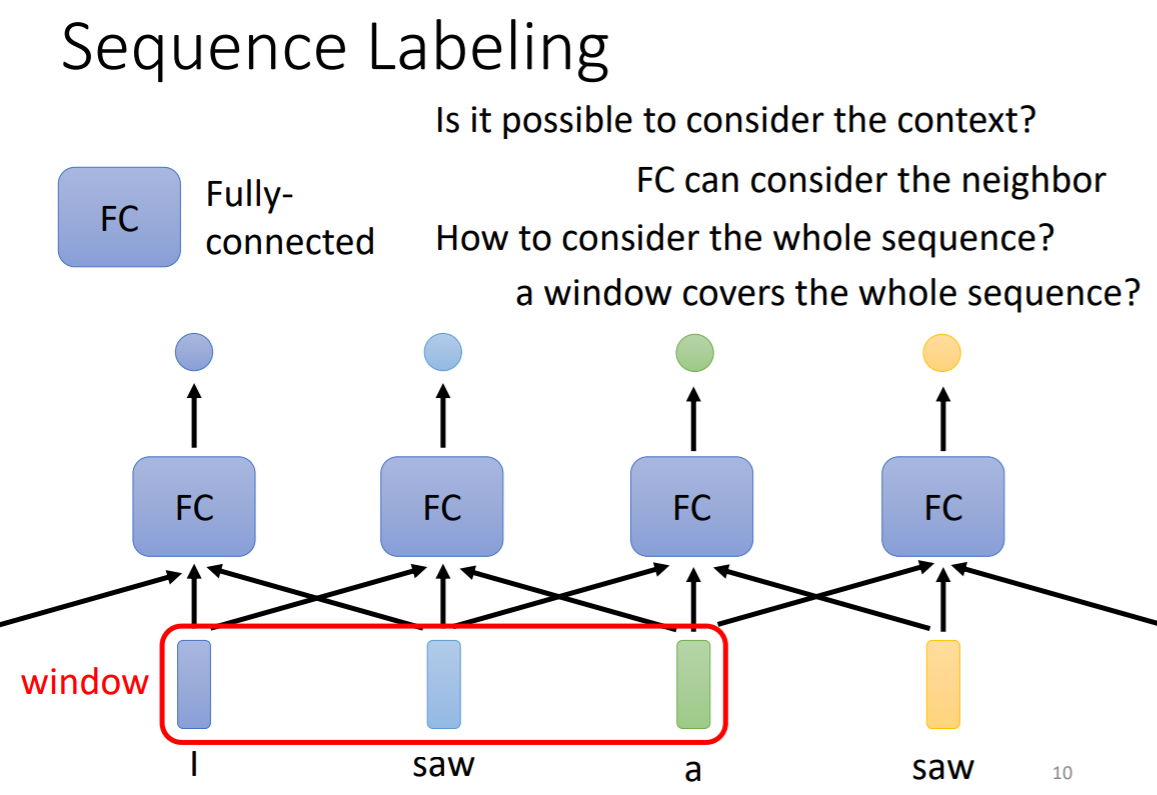 Sequence Labeling
Is it possible to consider the context?
FC can consider the neighbor
How to consider the whole sequence?
a window covers the whole sequence?
FC
Fully-
connected
FC FC FC FC
window
I saw a saw
10